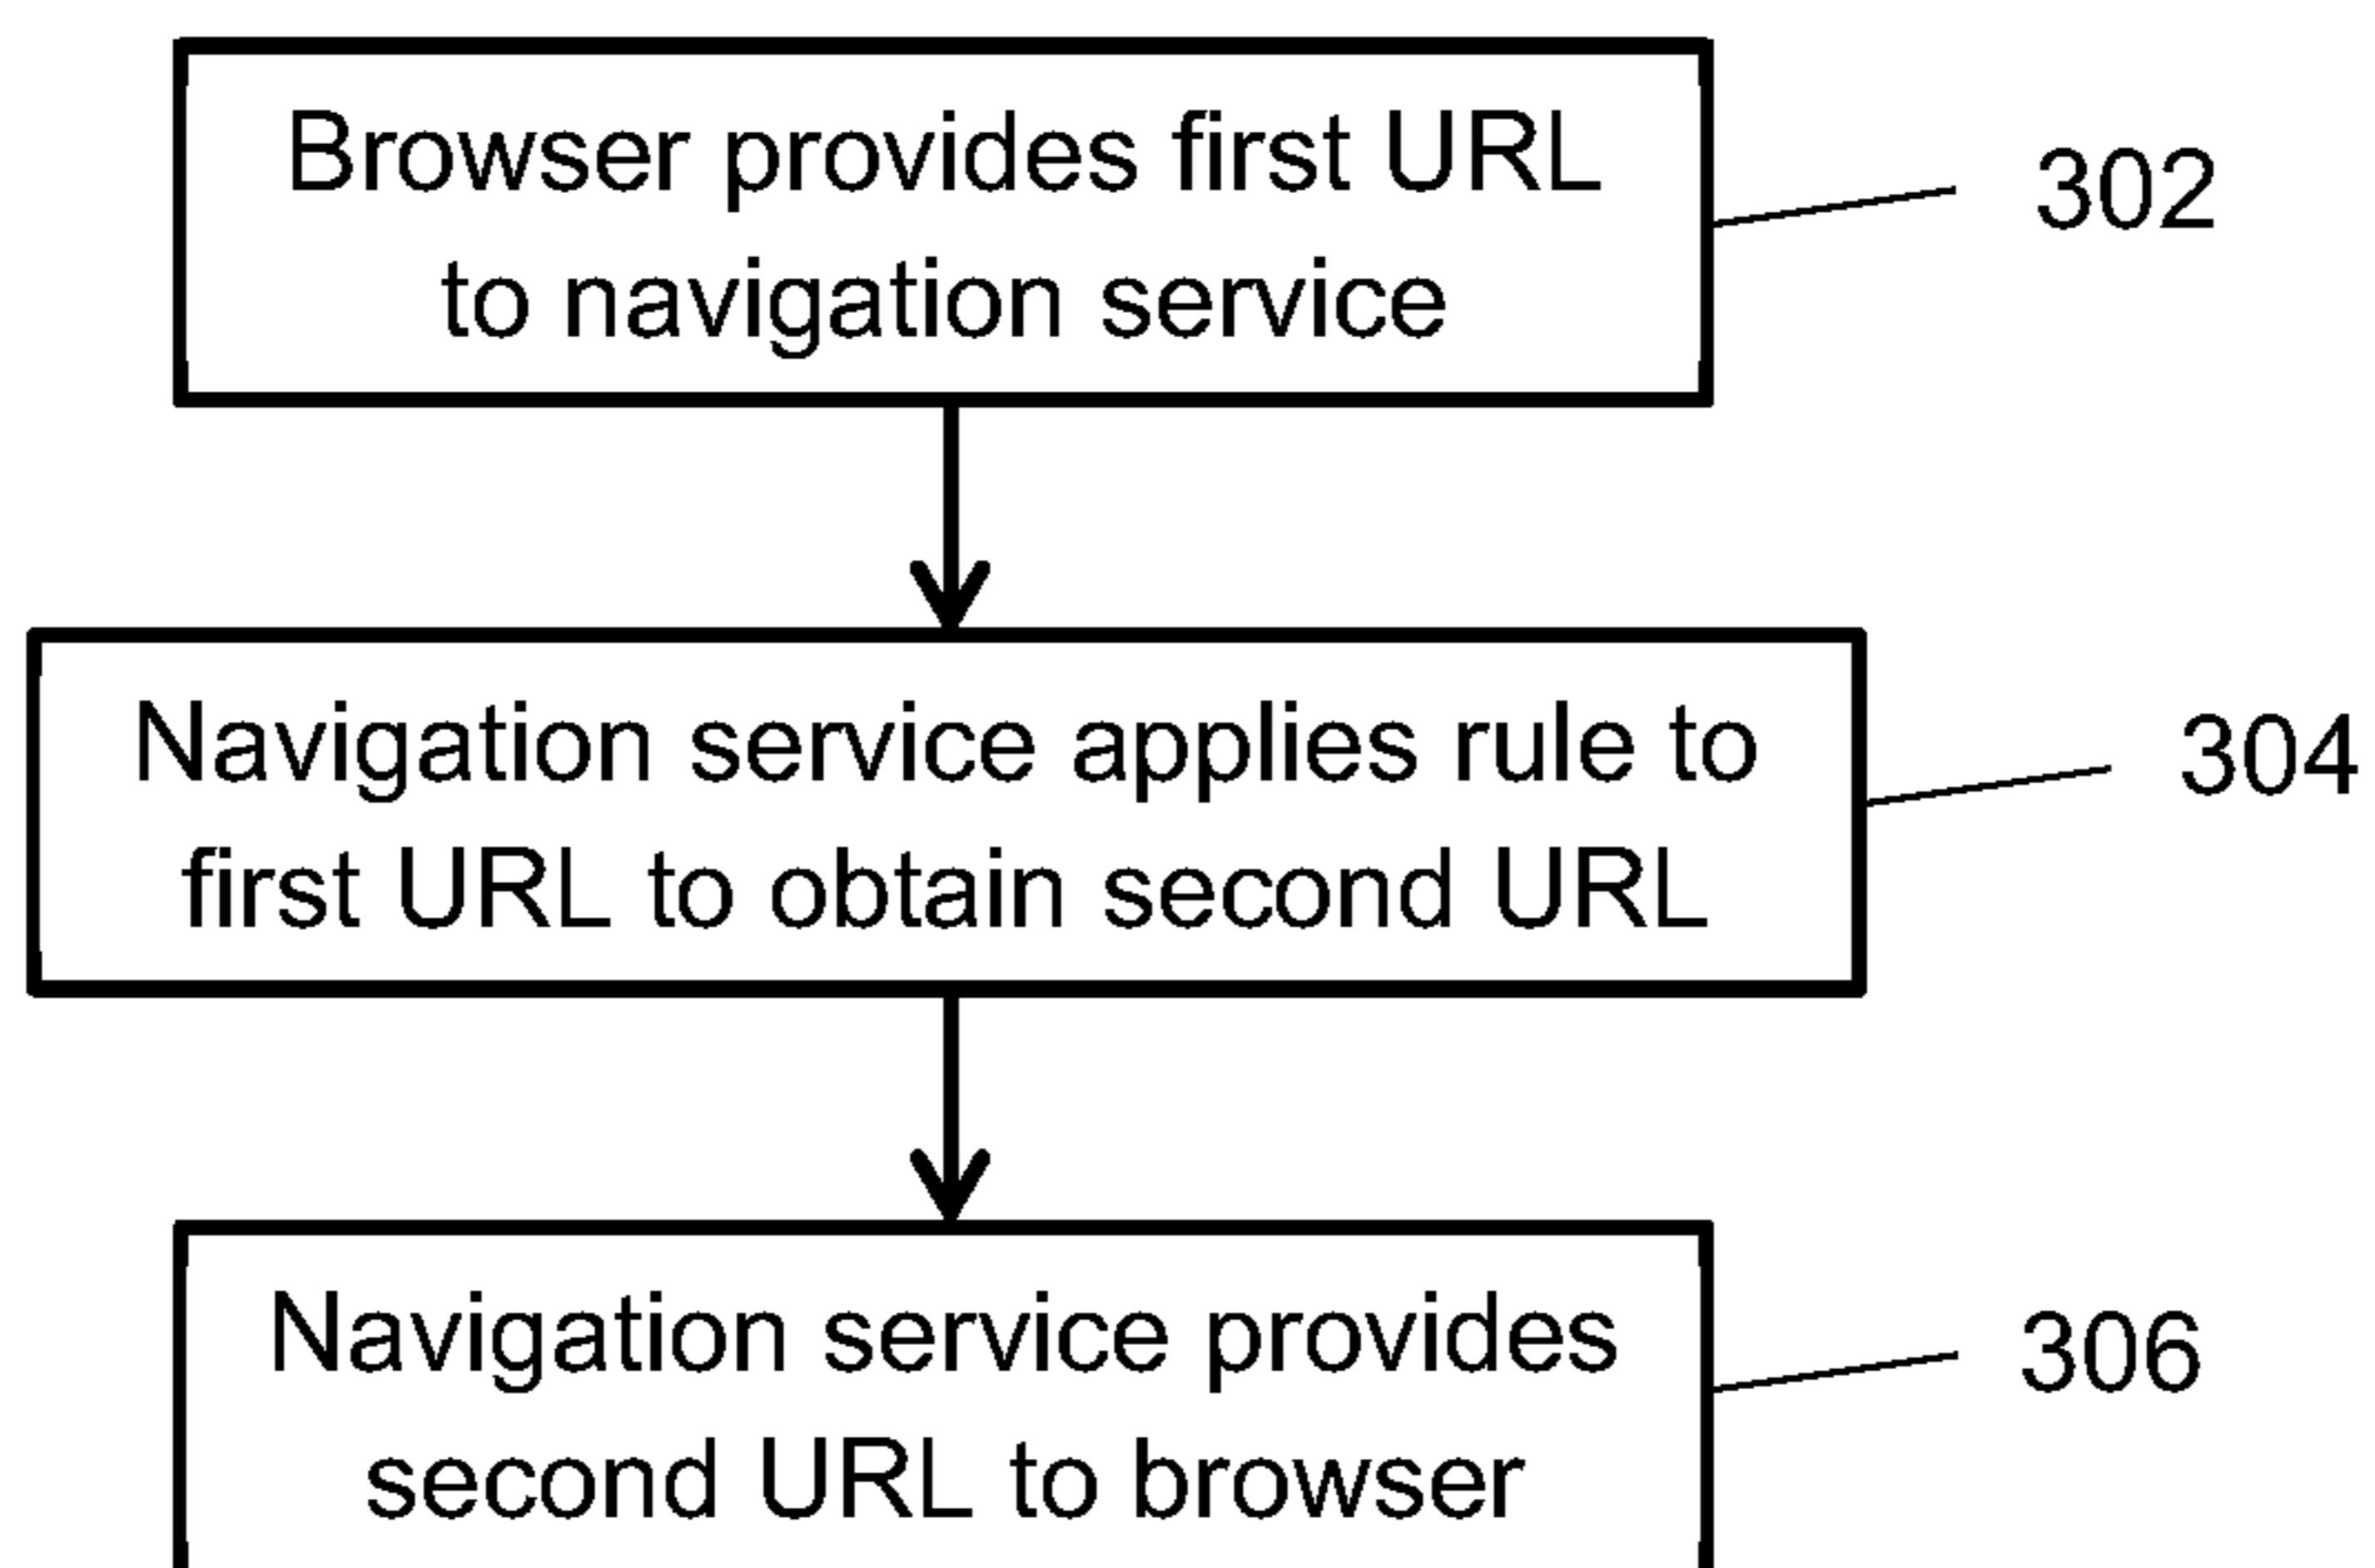 Browser provides first URL
to navigation service
302
Navigation service applies rule to
first URL to obtain second URL
304
Navigation service provides
second URL to browser
306